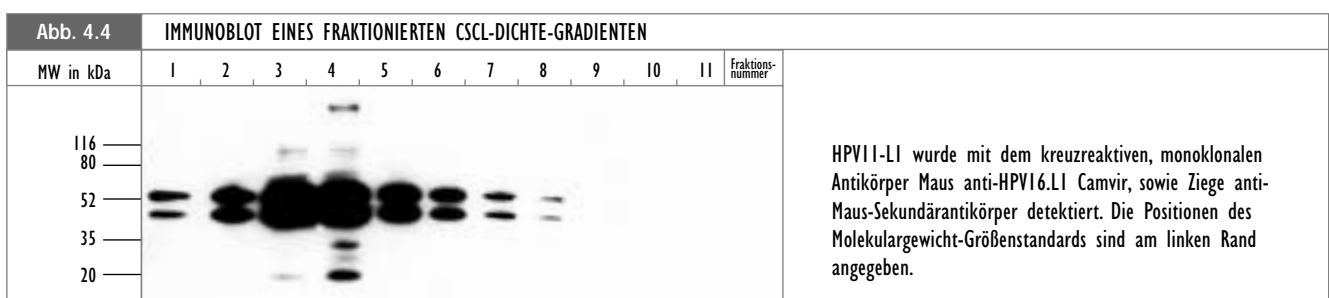 Abb. 4.4 IMMUNOBLOT EINES FRAKTIONIERTEN CSCL-DICHTE-GRADIENTEN
MW in kDa 1 2 3 4 5 6 7 8 9 10 11 Fraktions-
nummer
116
80
52
35
20
HPV11-L1 wurde mit dem kreuzreaktiven, monoklonalen
Antikörper Maus anti-HPV16.L1 Camvir, sowie Ziege anti-
Maus-Sekundärantikörper detektiert. Die Positionen des
Molekulargewicht-Größenstandards sind am linken Rand
angegeben.